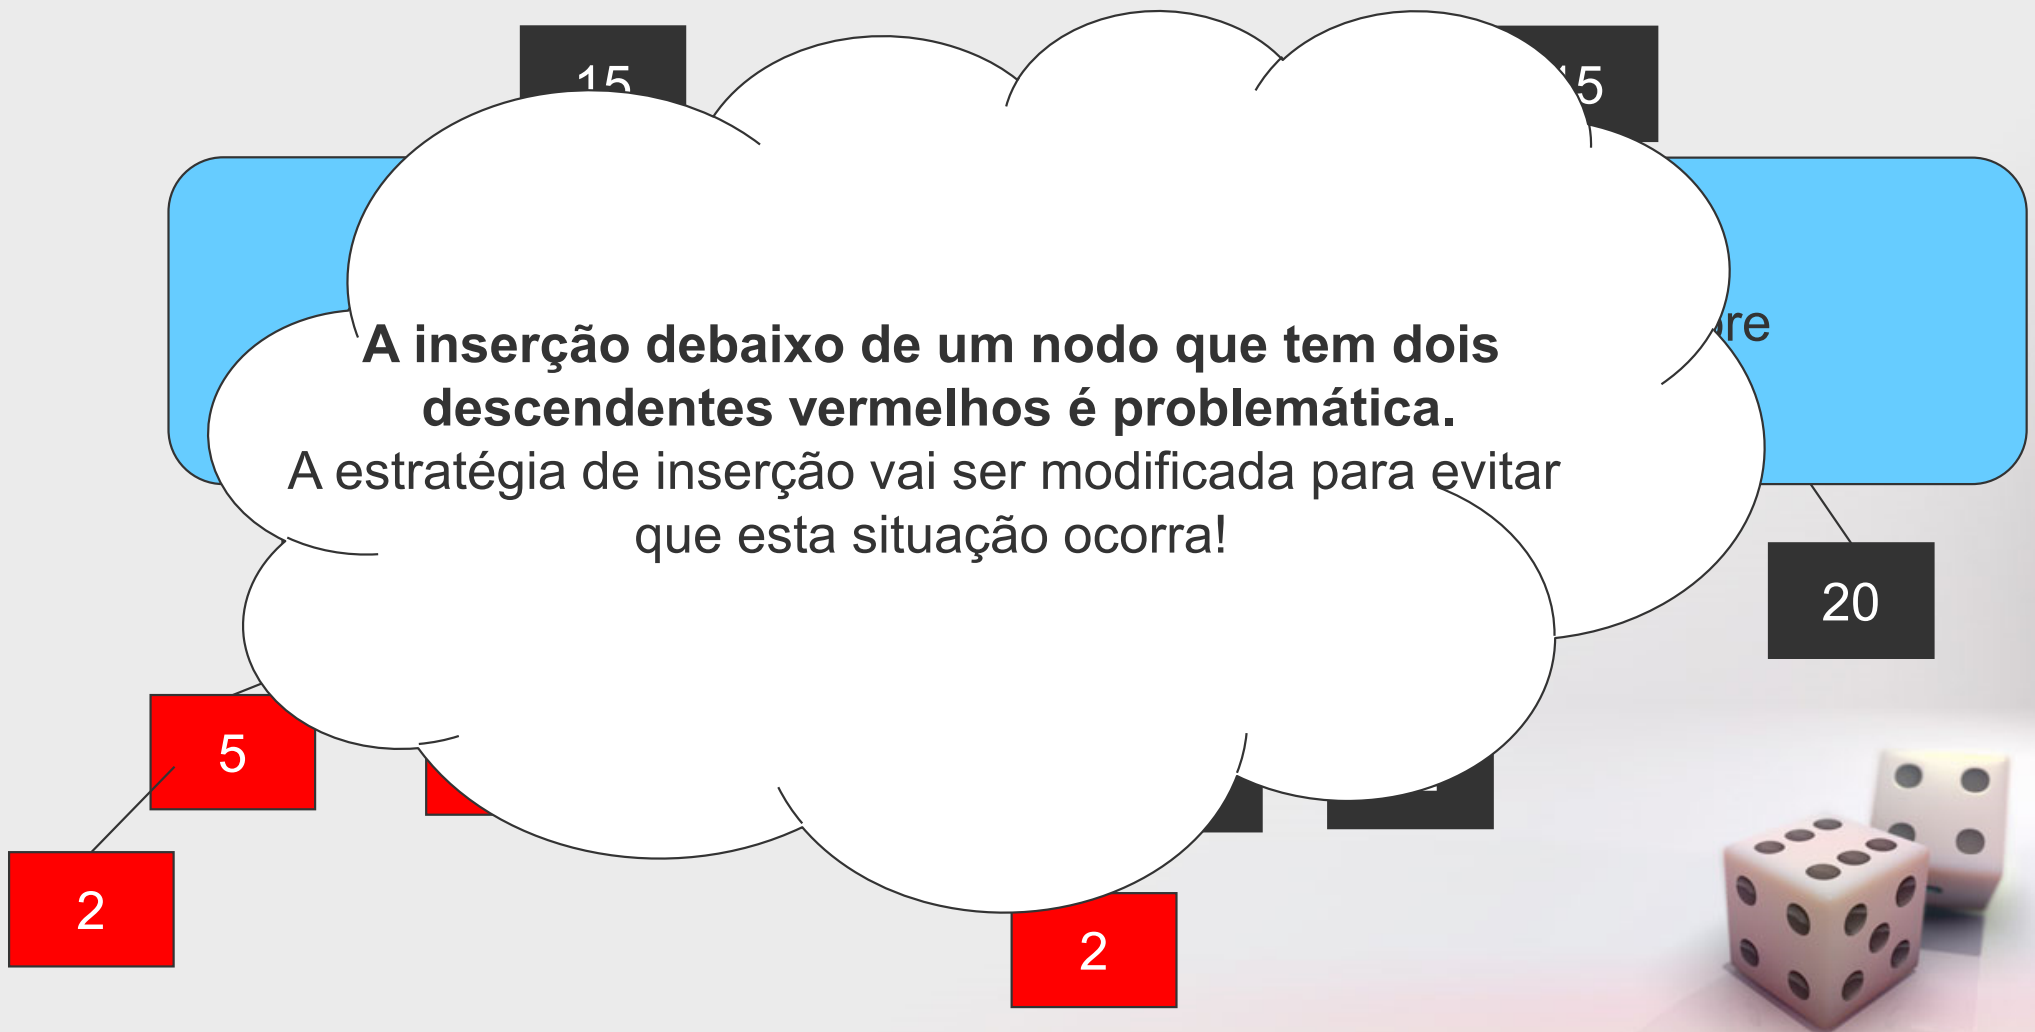 15
A inserção debaixo de um nodo que tem dois
descendentes vermelhos é problemática.
A estratégia de inserção vai ser modificada para evitar
que esta situação ocorra!
20
5
2
2